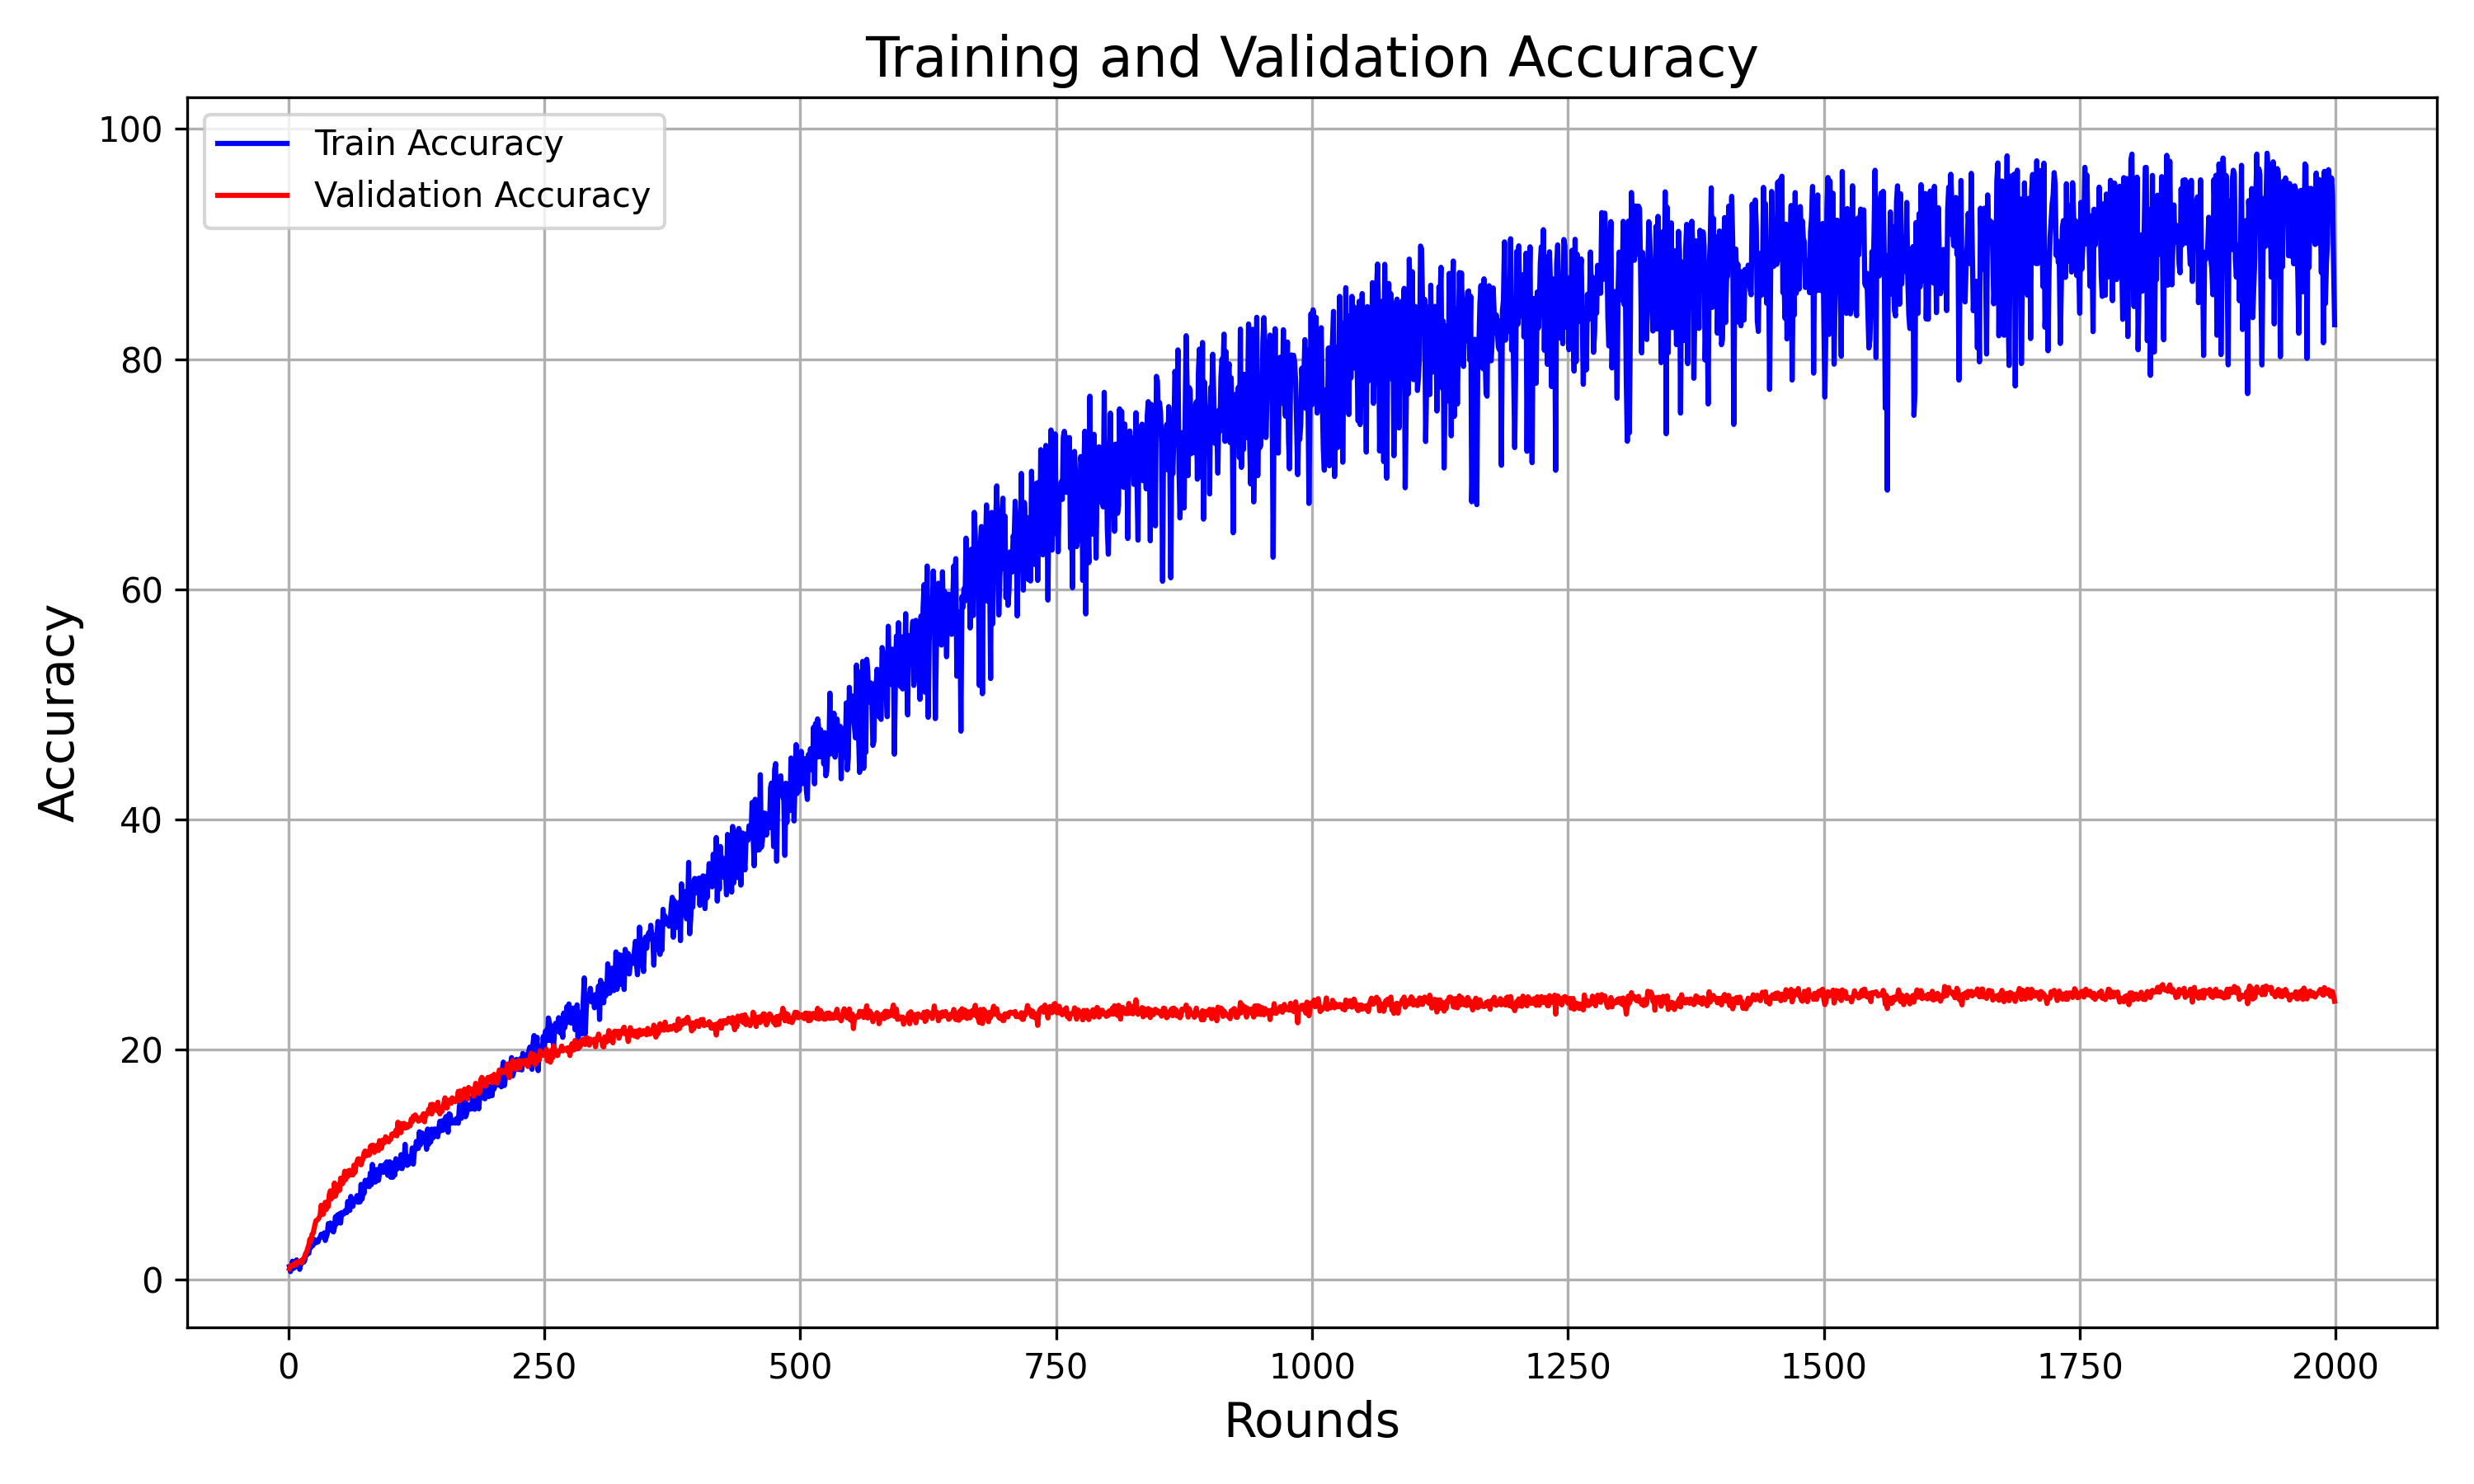 Training and Validation Accuracy
Train Accuracy
Validation Accuracy
100
80
60
40
20
0
Accuracy
0 250 500 750 1000 1250 1500 1750 2000
Rounds